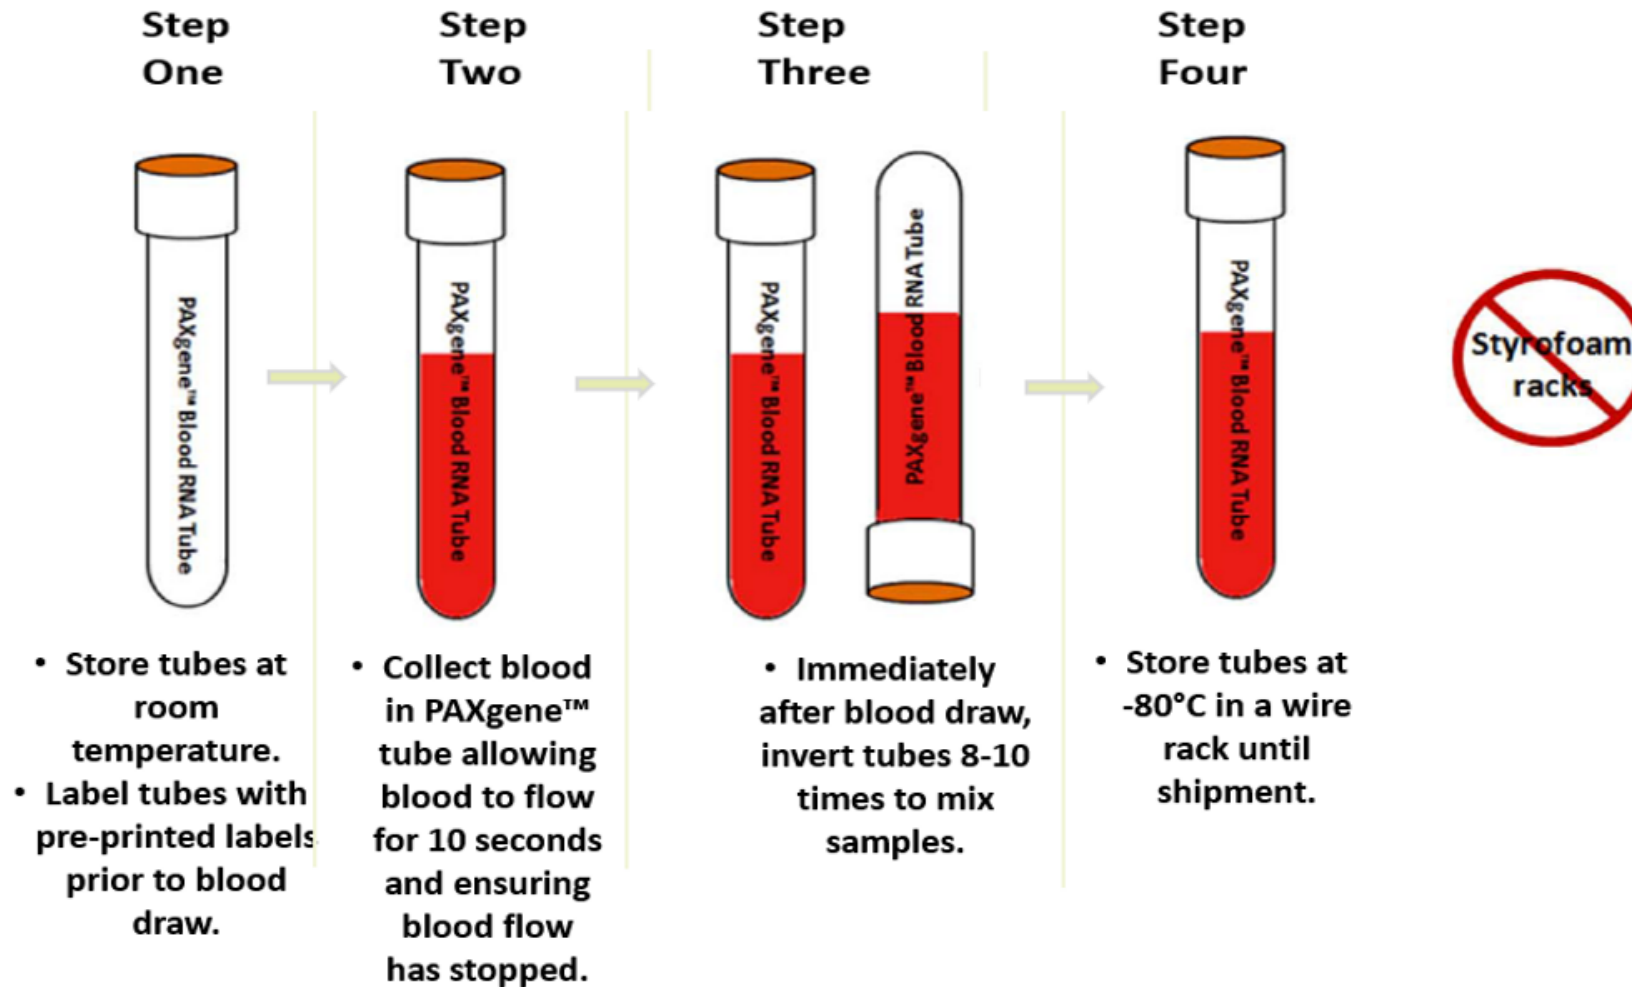 Step
One
Step
Two
Step
Three
Step
Four
PAXgene™ Blood RNA Tube
PAXgene™ Blood RNA Tube
PAXgene™ Blood RNA Tube
PAXgene™ Blood RNA Tube
PAXgene™ Blood RNA Tube
Styrofoam
racks
• Store tubes at
room
temperature.
• Label tubes with
pre-printed labels
prior to blood
draw.
• Collect blood
in PAXgene™
tube allowing
blood to flow
for 10 seconds
and ensuring
blood flow
has stopped.
• Immediately
after blood draw,
invert tubes 8-10
times to mix
samples.
• Store tubes at
-80°C in a wire
rack until
shipment.